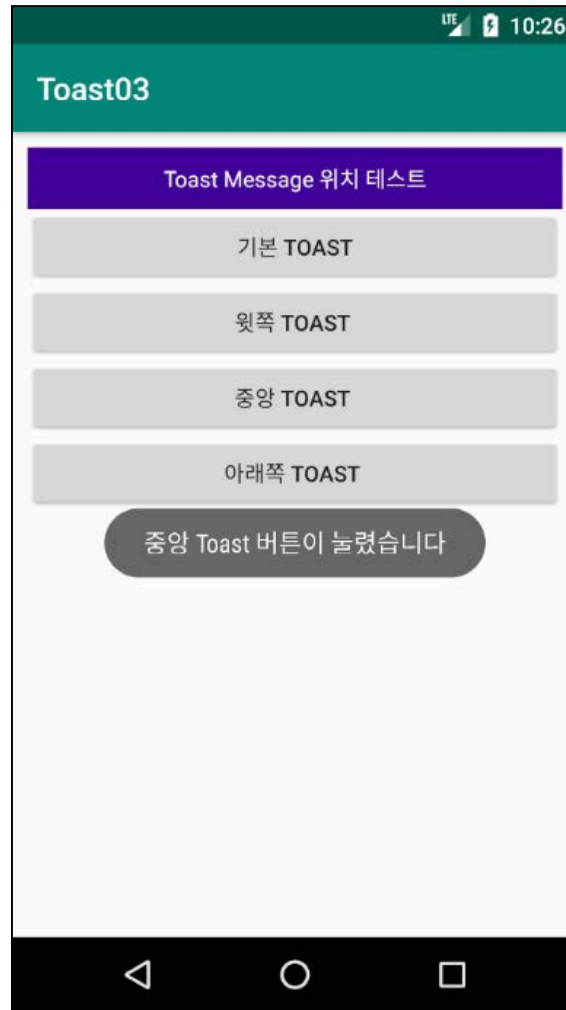 LTE 10:26
Toast03
Toast Message 위치 테스트
기본 TOAST
윗쪽 TOAST
중앙 TOAST
아래쪽 TOAST
중앙 Toast 버튼이 눌렸습니다